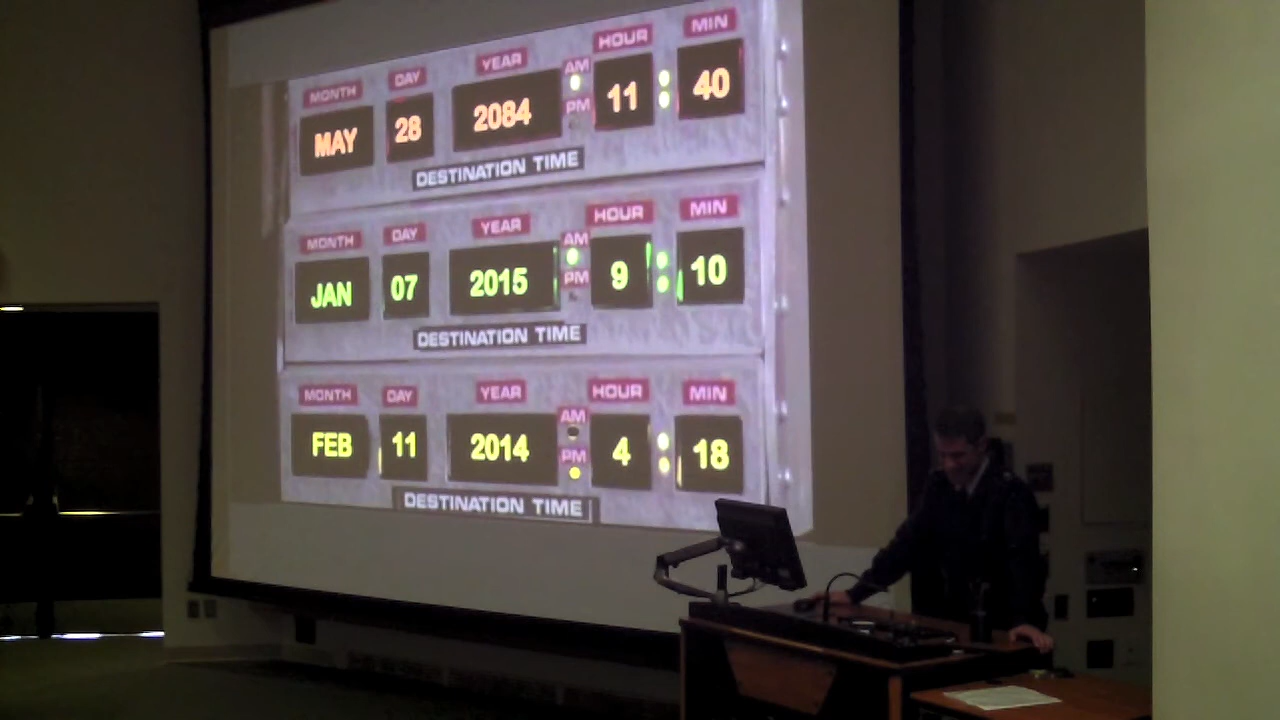 MONTH DAY YEAR AM PM HOUR MIN
MAY 28 2084 11 : 40
DESTINATION TIME
MONTH DAY YEAR AM PM HOUR MIN
JAN 07 2015 9 : 10
DESTINATION TIME
MONTH DAY YEAR AM PM HOUR MIN
FEB 11 2014 4 : 18
DESTINATION TIME